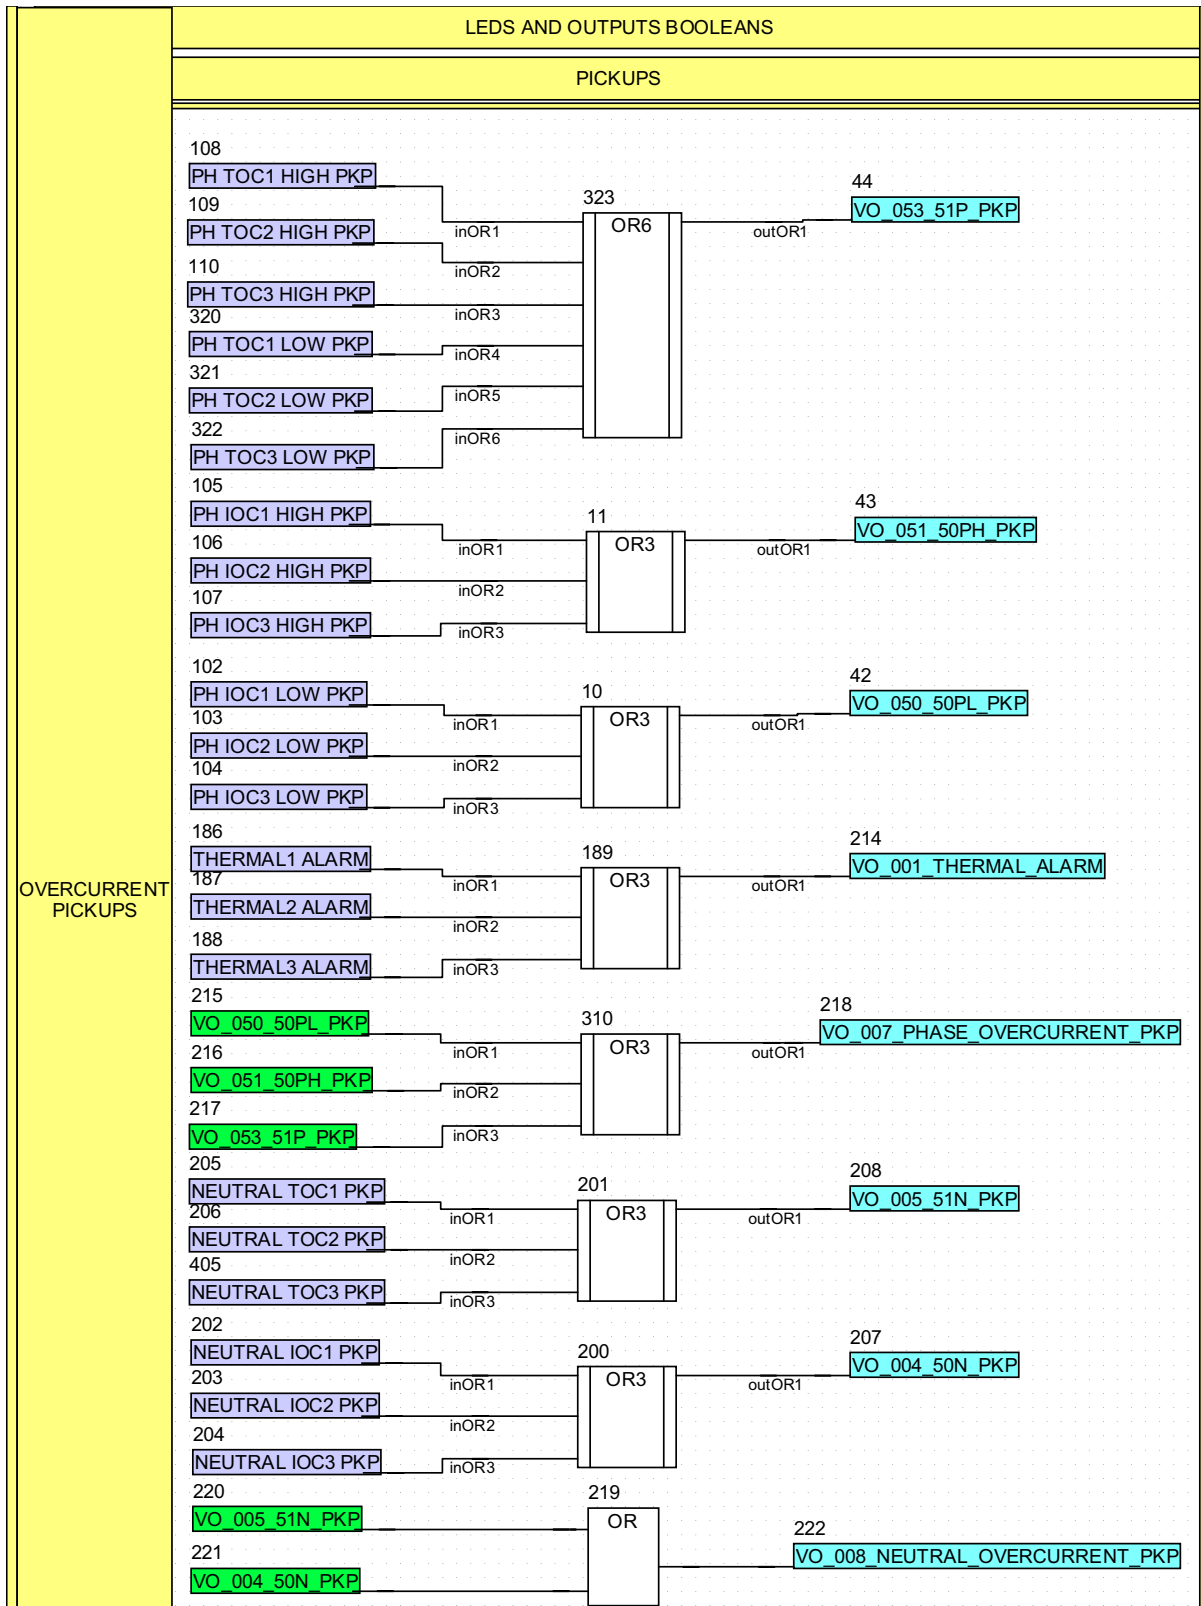 LEDS AND OUTPUTS BOOLEANS
PICKUPS
OVERCURRENT
PICKUPS
108
PH TOC1 HIGH PKP
109
PH TOC2 HIGH PKP
110
PH TOC3 HIGH PKP
320
PH TOC1 LOW PKP
321
PH TOC2 LOW PKP
322
PH TOC3 LOW PKP
inOR1
inOR2
inOR3
inOR4
inOR5
inOR6
323
OR6
outOR1
44
VO_053_51P_PKP
105
PH IOC1 HIGH PKP
106
PH IOC2 HIGH PKP
107
PH IOC3 HIGH PKP
inOR1
inOR2
inOR3
11
OR3
outOR1
43
VO_051_50PH_PKP
102
PH IOC1 LOW PKP
103
PH IOC2 LOW PKP
104
PH IOC3 LOW PKP
inOR1
inOR2
inOR3
10
OR3
outOR1
42
VO_050_50PL_PKP
186
THERMAL1 ALARM
187
THERMAL2 ALARM
188
THERMAL3 ALARM
inOR1
inOR2
inOR3
189
OR3
outOR1
214
VO_001_THERMAL_ALARM
215
VO_050_50PL_PKP
216
VO_051_50PH_PKP
217
VO_053_51P_PKP
inOR1
inOR2
inOR3
310
OR3
outOR1
218
VO_007_PHASE_OVERCURRENT_PKP
205
NEUTRAL TOC1 PKP
206
NEUTRAL TOC2 PKP
405
NEUTRAL TOC3 PKP
inOR1
inOR2
inOR3
201
OR3
outOR1
208
VO_005_51N_PKP
202
NEUTRAL IOC1 PKP
203
NEUTRAL IOC2 PKP
204
NEUTRAL IOC3 PKP
inOR1
inOR2
inOR3
200
OR3
outOR1
207
VO_004_50N_PKP
220
VO_005_51N_PKP
221
VO_004_50N_PKP
219
OR
222
VO_008_NEUTRAL_OVERCURRENT_PKP